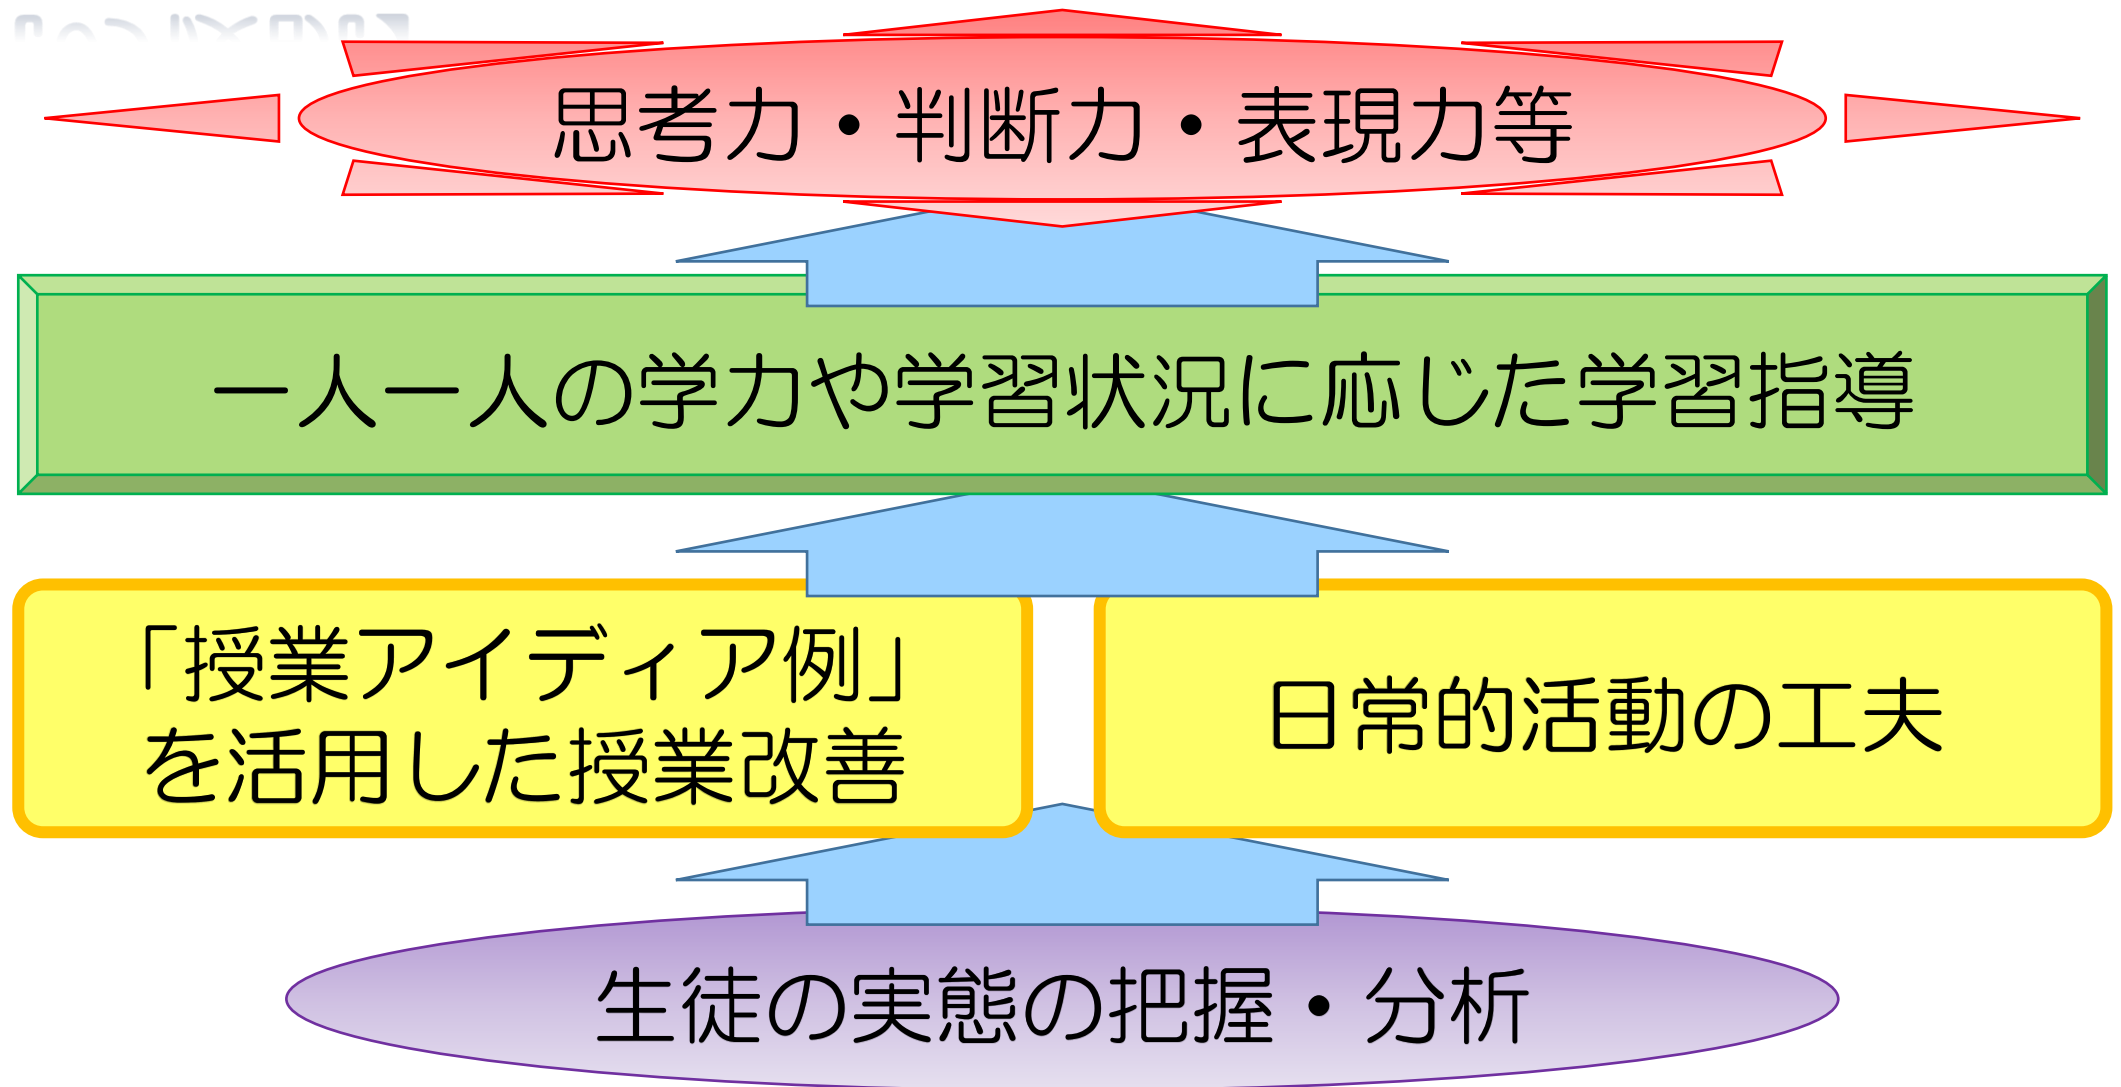 思考力・判断力・表現力等
一人一人の学力や学習状況に応じた学習指導
「授業アイディア例」
を活用した授業改善
日常的活動の工夫
生徒の実態の把握・分析